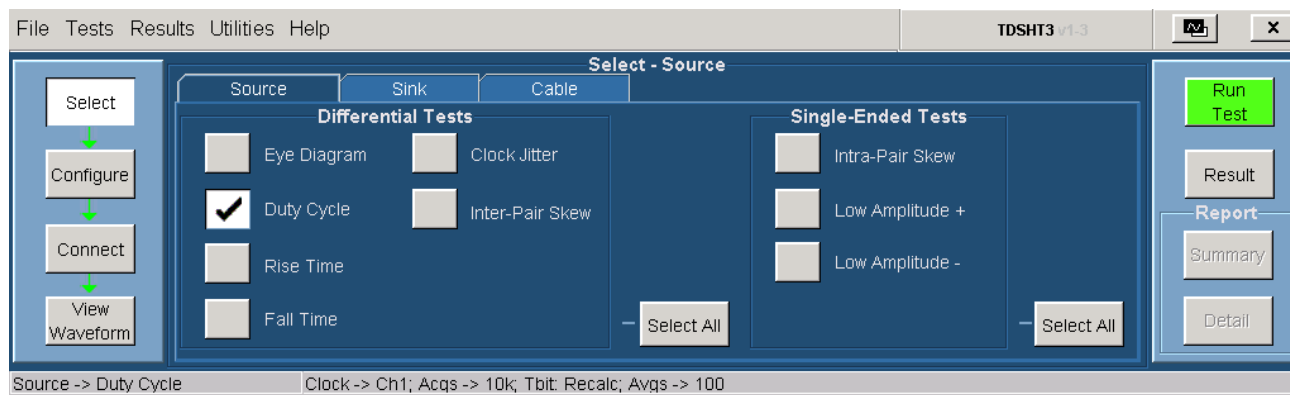 File Tests Results Utilities Help TDSHT3 v1-3 x
Select - Source
Select
Configure
Connect
View
Waveform
Source Sink Cable
Differential Tests
Eye Diagram Clock Jitter
Duty Cycle Inter-Pair Skew
Rise Time
Fall Time
Select All
Single-Ended Tests
Intra-Pair Skew
Low Amplitude +
Low Amplitude -
Select All
Run
Test
Result
Report
Summary
Detail
Source -> Duty Cycle Clock -> Ch1; Acqs -> 10k; Tbit: Recalc; Avgs -> 100